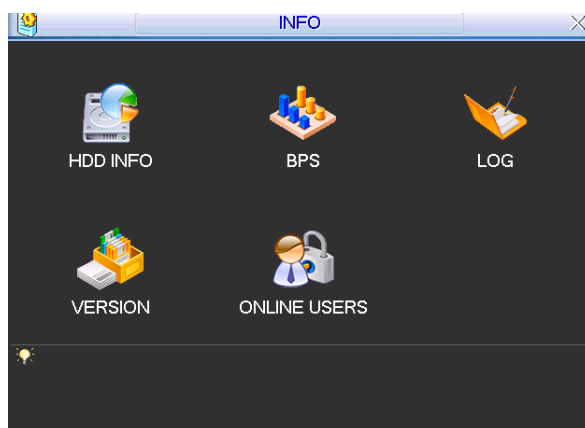 INFO
HDD INFO
BPS
LOG
VERSION
ONLINE USERS